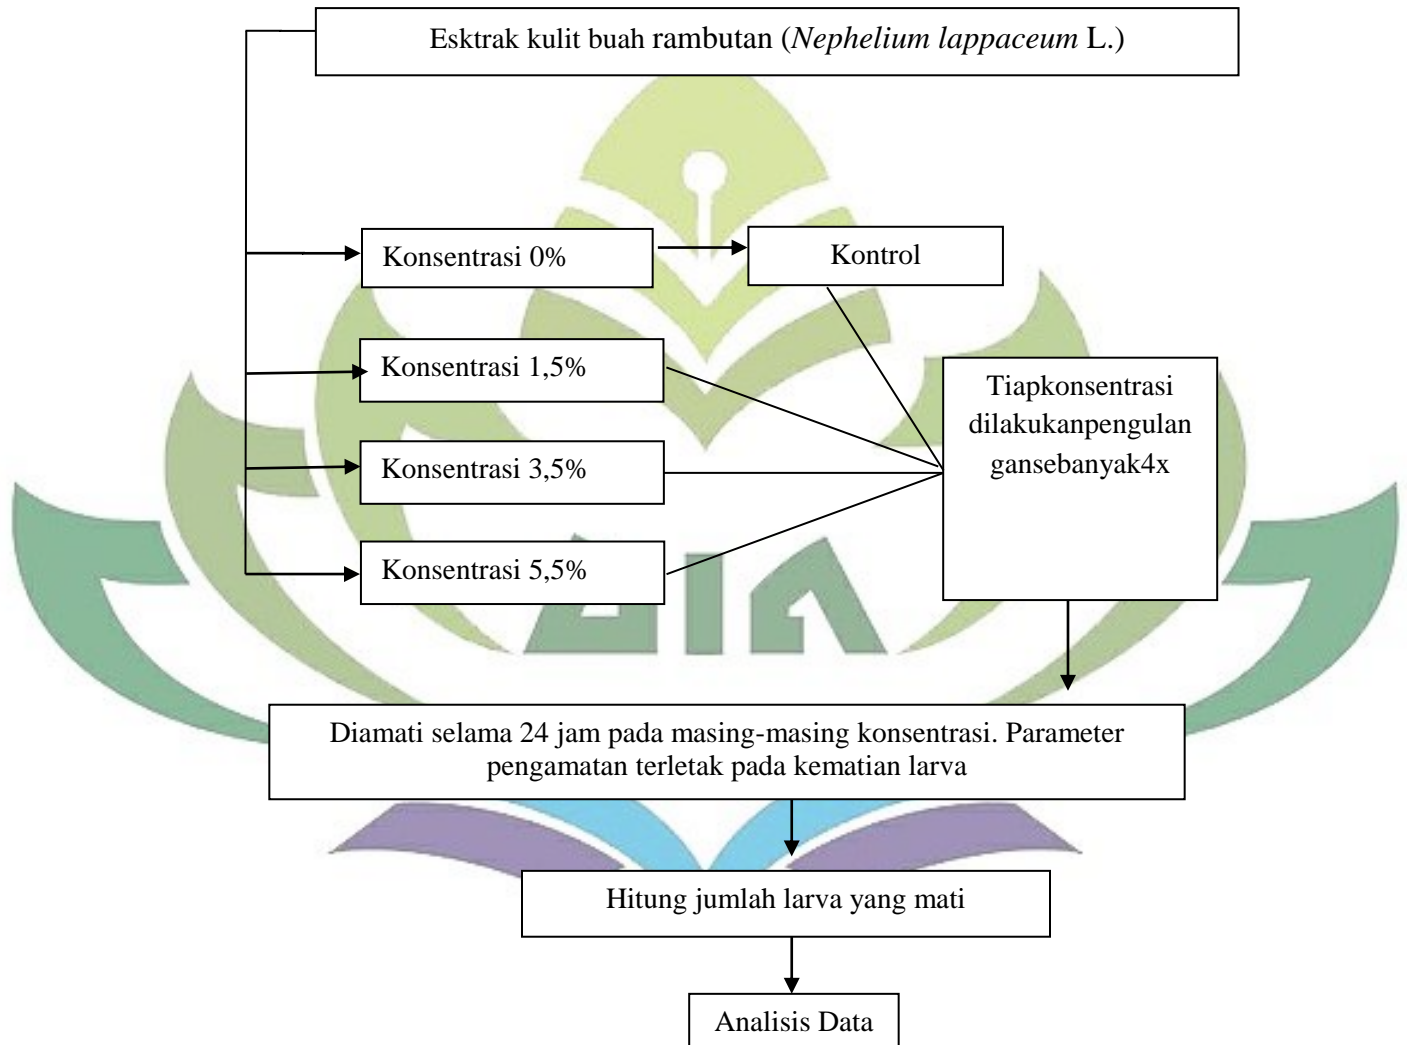 Esktrak kulit buah rambutan (Nephelium lappaceum L.)
Konsentrasi 0%
Kontrol
Konsentrasi 1,5%
Konsentrasi 3,5%
Konsentrasi 5,5%
Tiapkonsentrasi
dilakukanpengulan
gansebanyak4x
Diamati selama 24 jam pada masing-masing konsentrasi. Parameter
pengamatan terletak pada kematian larva
Hitung jumlah larva yang mati
Analisis Data